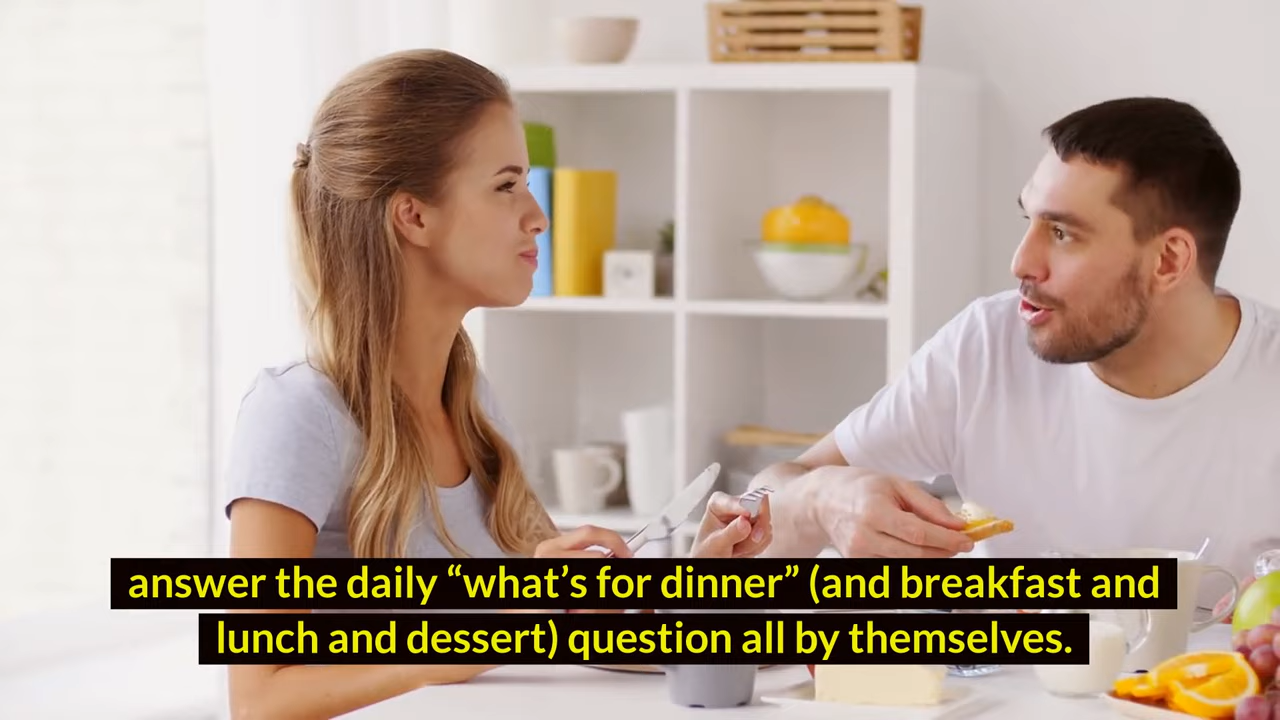 answer the daily “what’s for dinner” (and breakfast and
lunch and dessert) question all by themselves.